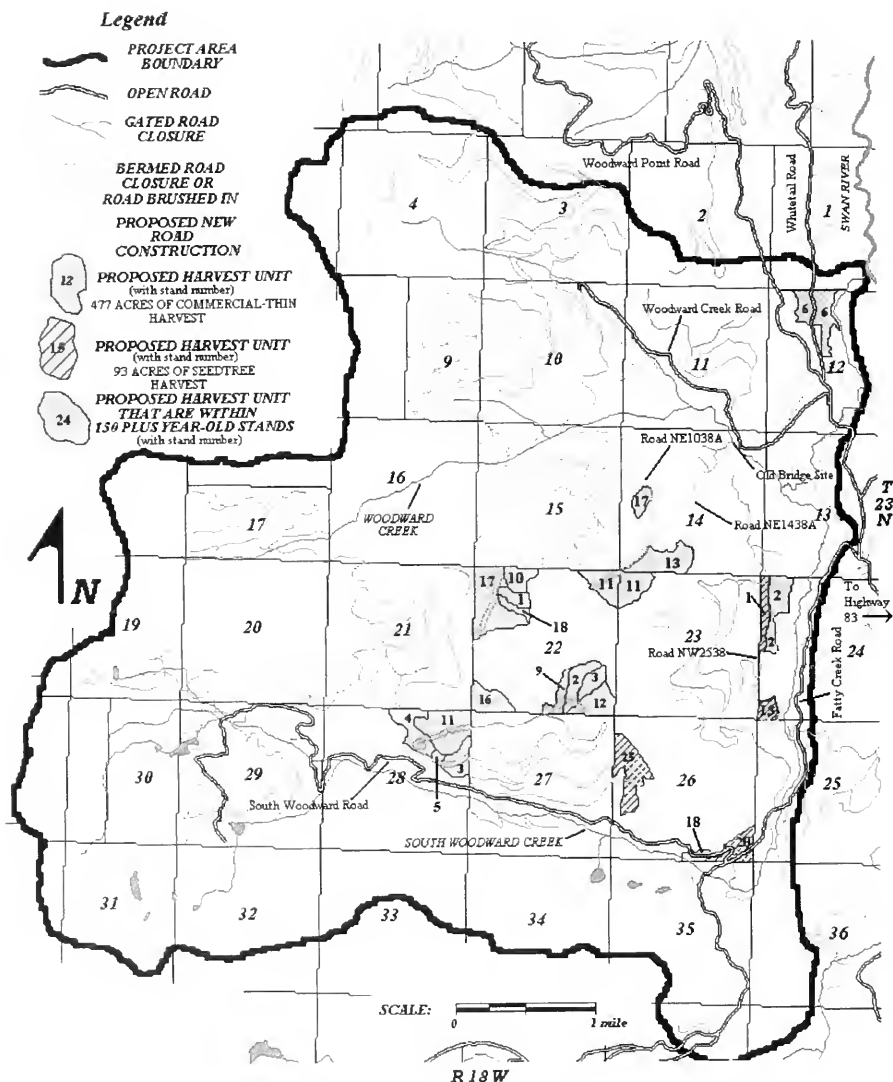 Legend
PROJECT AREA
BOUNDARY
OPEN ROAD
GATED ROAD
CLOSURE
BERMED ROAD
CLOSURE OR
ROAD BRUSHED IN
PROPOSED NEW
ROAD
CONSTRUCTION
12
PROPOSED HARVEST UNIT
(with stand number)
477 ACRES OF COMMERCIAL-THIN
HARVEST
15
PROPOSED HARVEST UNIT
(with stand number)
93 ACRES OF SEEDTREE
HARVEST
24
PROPOSED HARVEST UNIT
THAT ARE WITHIN
150 PLUS YEAR-OLD STANDS
(with stand number)
N
Woodward Point Road
Whitetail Road
SWAN RIVER
4
3
2
1
Woodward Creek Road
6
6
9
10
11
12
Road NE1038A
Old Bridge Site
T
23
N
16
15
17
14
13
17
WOODWARD
CREEK
Road NE1438A
13
17
10
11
11
1
1
2
To
Highway
83
18
19
20
21
22
23
24
2
Road NW2538
Fatty Creek Road
9
2
3
16
12
15
4
11
25
30
29
28
27
26
25
3
5
South Woodward Road
SOUTH WOODWARD CREEK
18
20
31
32
33
34
35
36
SCALE:
0
1 mile
R 18 W